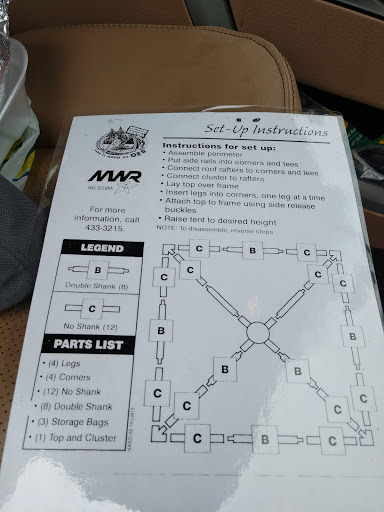 Set-Up Instructions
MWR
For more
information, call
433-3215.
Instructions for set up:
• Assemble perimeter
• Put side rails into corners and tees
• Connect roof rafters to corners and tees
• Connect cluster to rafters
• Lay top over frame
• Insert legs into corners, one leg at a time
• Attach top to frame using side release
buckles
• Raise tent to desired height
NOTE: To disassemble, reverse steps.
LEGEND
B
Double Shank (8)
C
No Shank (12)
PARTS LIST
• (4) Legs
• (4) Corners
• (12) No Shank
• (8) Double Shank
• (3) Storage Bags
• (1) Top and Cluster
C B C
C C C C
B B
B B
C C C C
C B C